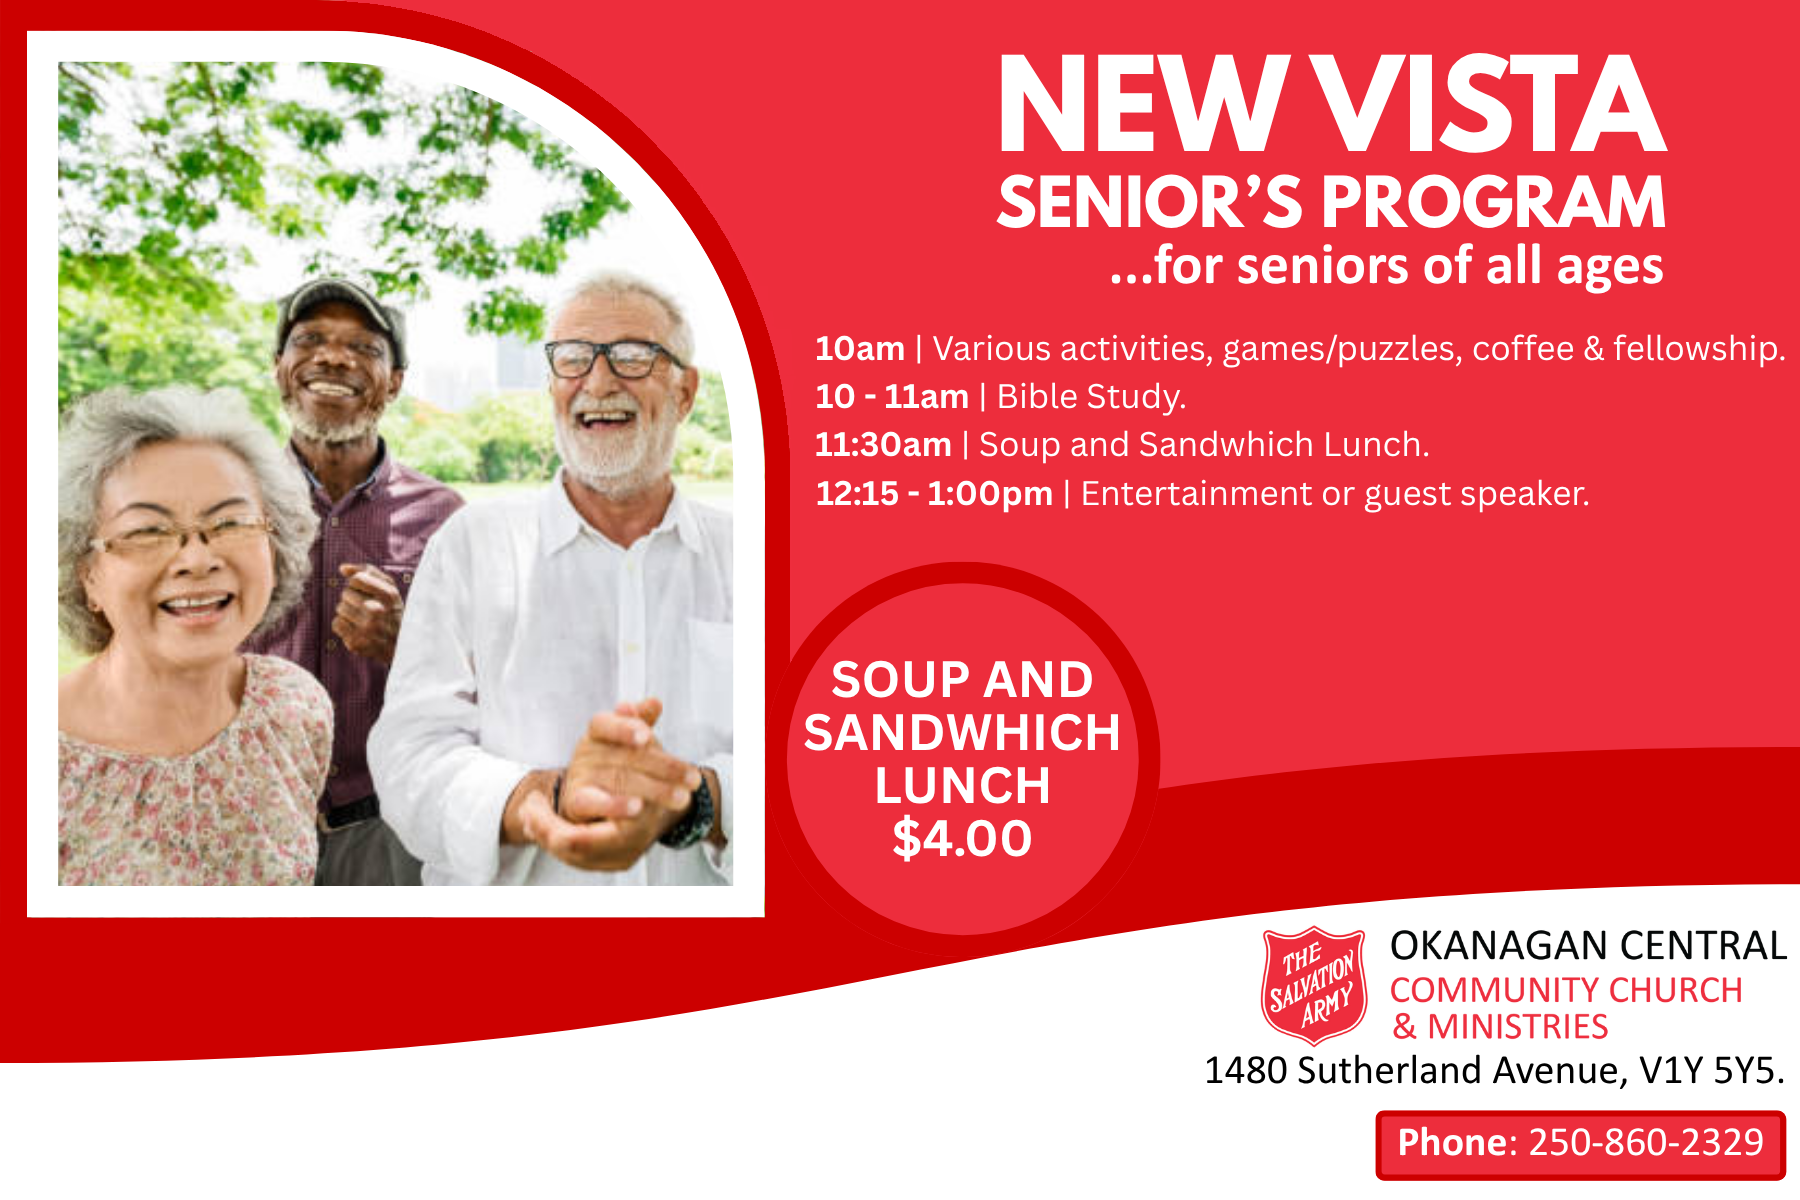 NEW VISTA
SENIOR’S PROGRAM
...for seniors of all ages
10am | Various activities, games/puzzles, coffee & fellowship.
10 - 11am | Bible Study.
11:30am | Soup and Sandwhich Lunch.
12:15 - 1:00pm | Entertainment or guest speaker.
SOUP AND
SANDWHICH
LUNCH
$4.00
THE
SALVATION
ARMY
OKANAGAN CENTRAL
COMMUNITY CHURCH
& MINISTRIES
1480 Sutherland Avenue, V1Y 5Y5.
Phone: 250-860-2329